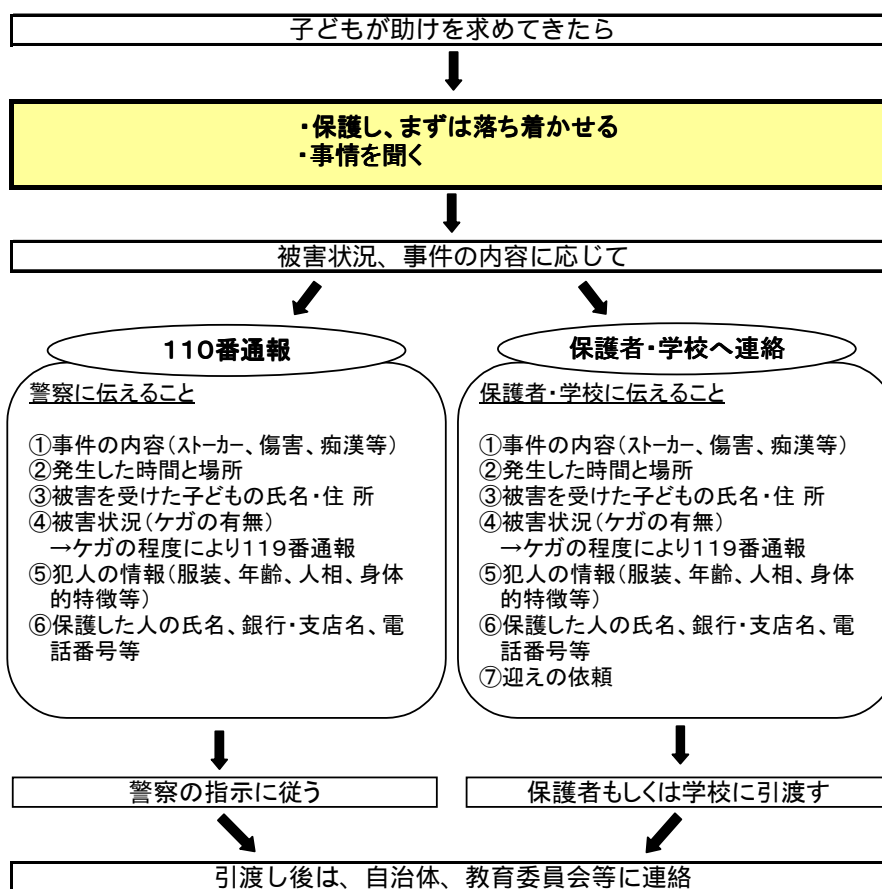 子どもが助けを求めてきたら
・保護し、まずは落ち着かせる
・事情を聞く
被害状況、事件の内容に応じて
110番通報
警察に伝えること
①事件の内容(ストーカー、傷害、痴漢等)
②発生した時間と場所
③被害を受けた子どもの氏名・住 所
④被害状況(ケガの有無)
→ケガの程度により119番通報
⑤犯人の情報(服装、年齢、人相、身体
的特徴等)
⑥保護した人の氏名、銀行・支店名、電
話番号等
保護者・学校へ連絡
保護者・学校に伝えること
①事件の内容(ストーカー、傷害、痴漢等)
②発生した時間と場所
③被害を受けた子どもの氏名・住 所
④被害状況(ケガの有無)
→ケガの程度により119番通報
⑤犯人の情報(服装、年齢、人相、身体
的特徴等)
⑥保護した人の氏名、銀行・支店名、電
話番号等
⑦迎えの依頼
警察の指示に従う
保護者もしくは学校に引渡す
引渡し後は、自治体、教育委員会等に連絡